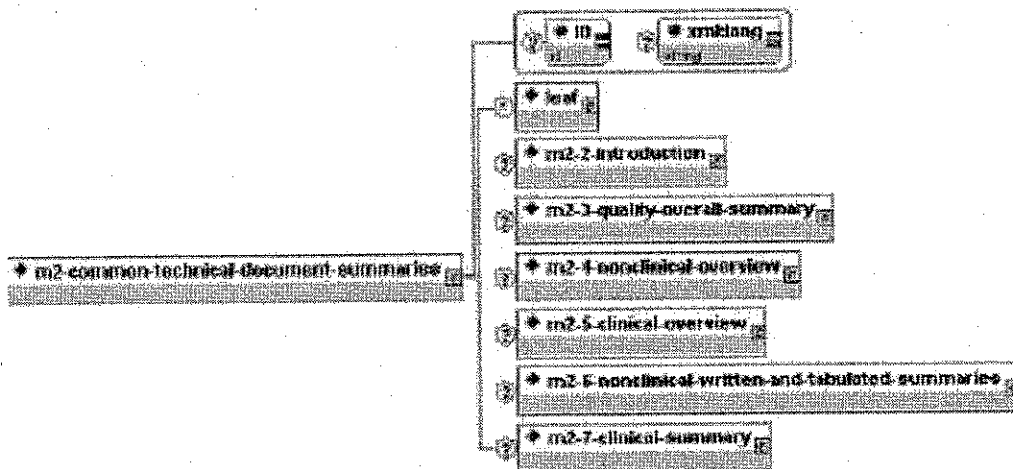 ID xml:lang
leaf
m2-2-introduction
m2-3-quality-overall-summary
m2-common-technical-document-summaries
m2-4-nonclinical-overview
m2-5-clinical-overview
m2-6-nonclinical-written-and-tabulated-summaries
m2-7-clinical-summary